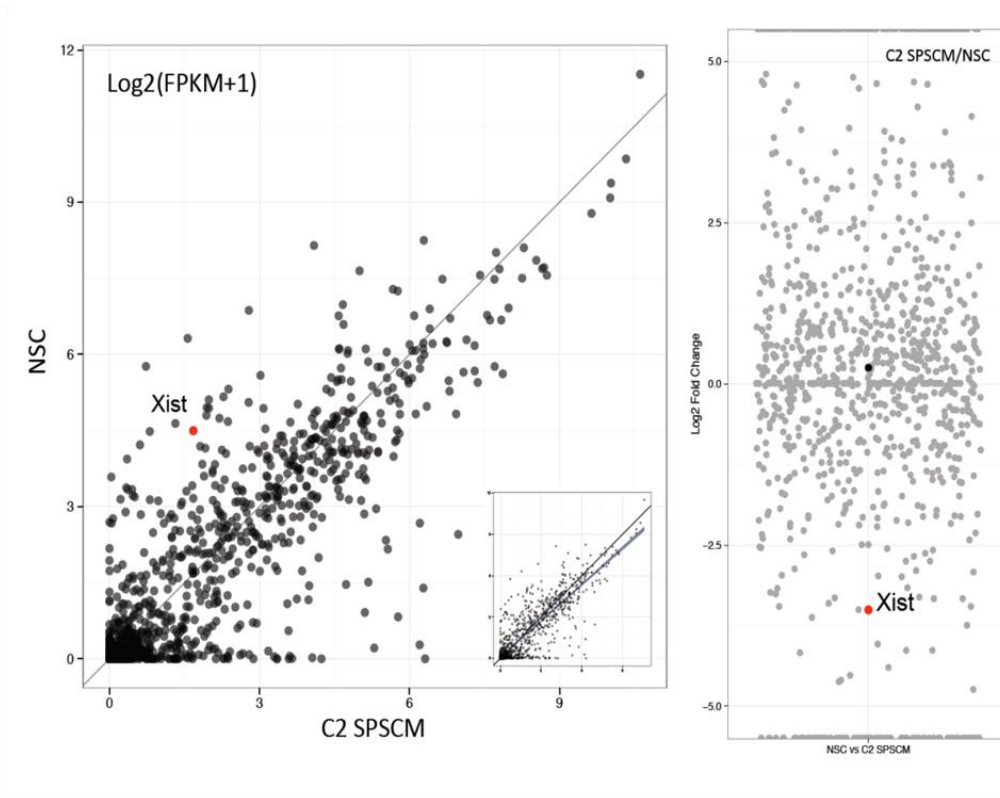 12
Log2(FPKM+1)
9
NSC
6
Xist
3
0
0
3
6
9
C2 SPSCM
C2 SPSCM/NSC
5.0
2.5
Log2 Fold Change
0.0
−2.5
Xist
−5.0
NSC vs C2 SPSCM